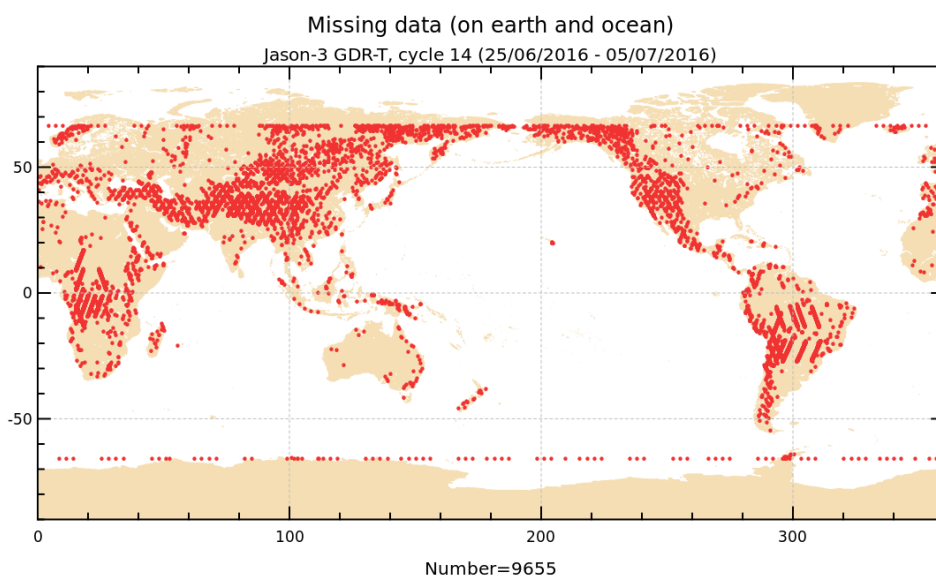 Missing data (on earth and ocean)
Jason-3 GDR-T, cycle 14 (25/06/2016 - 05/07/2016)
50
0
-50
0 100 200 300
Number=9655